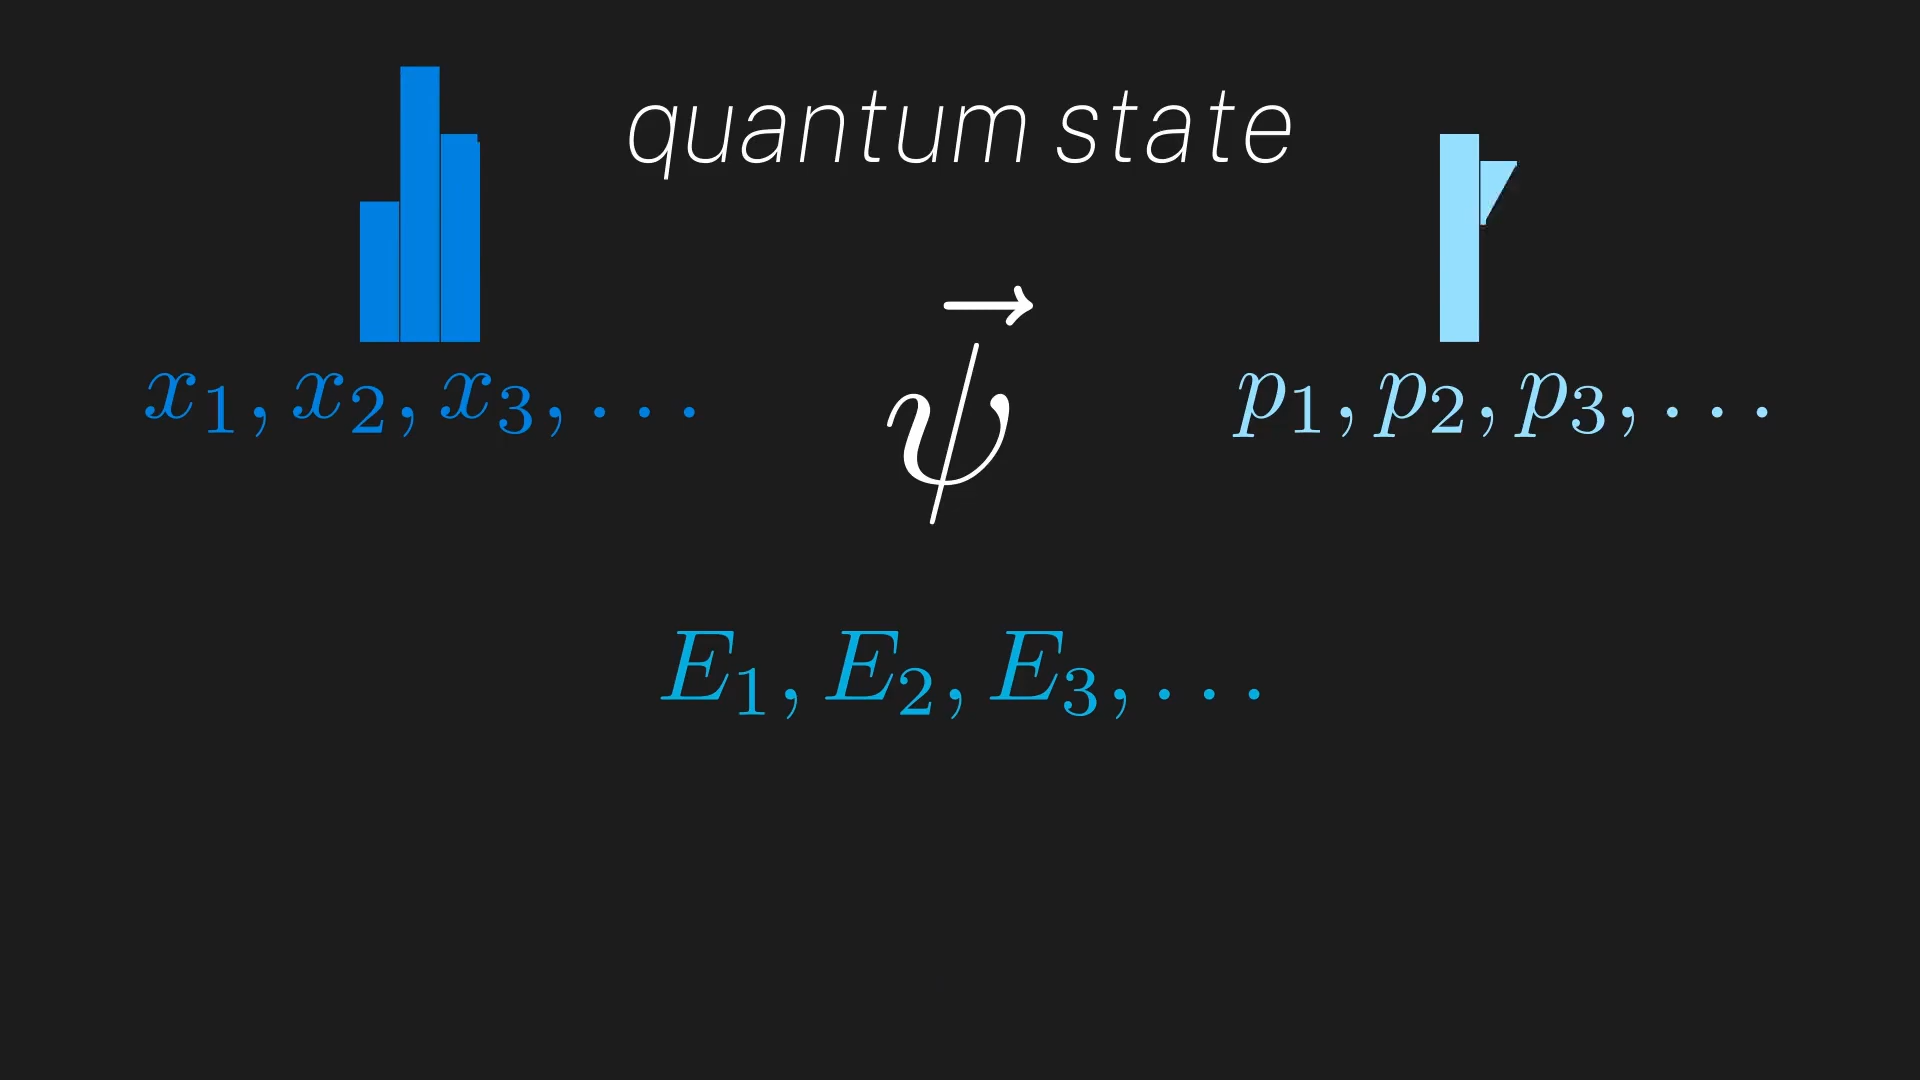 quantum state
x₁, x₂, x₃, . . .
p₁, p₂, p₃, . . .
ψ⃗
E₁, E₂, E₃, . . .